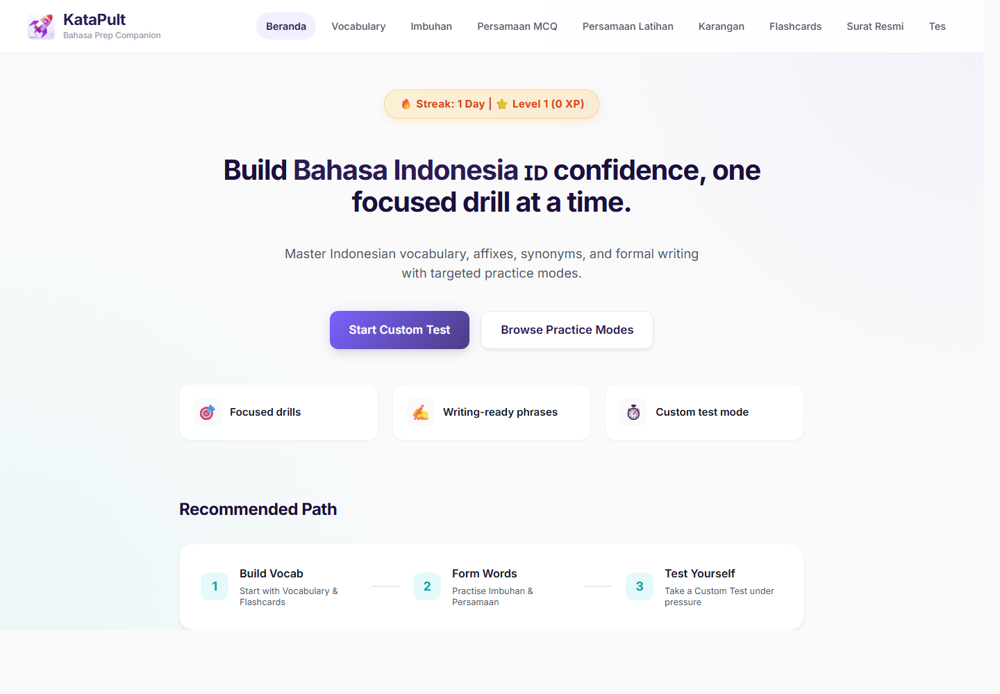 KataPult
Bahasa Prep Companion
Beranda
Vocabulary
Imbuhan
Persamaan MCQ
Persamaan Latihan
Karangan
Flashcards
Surat Resmi
Tes
🔥 Streak: 1 Day | ⭐ Level 1 (0 XP)
Build Bahasa Indonesia ID confidence, one
focused drill at a time.
Master Indonesian vocabulary, affixes, synonyms, and formal writing
with targeted practice modes.
Start Custom Test
Browse Practice Modes
Focused drills
Writing-ready phrases
Custom test mode
Recommended Path
1
Build Vocab
Start with Vocabulary &
Flashcards
2
Form Words
Practise Imbuhan &
Persamaan
3
Test Yourself
Take a Custom Test under
pressure